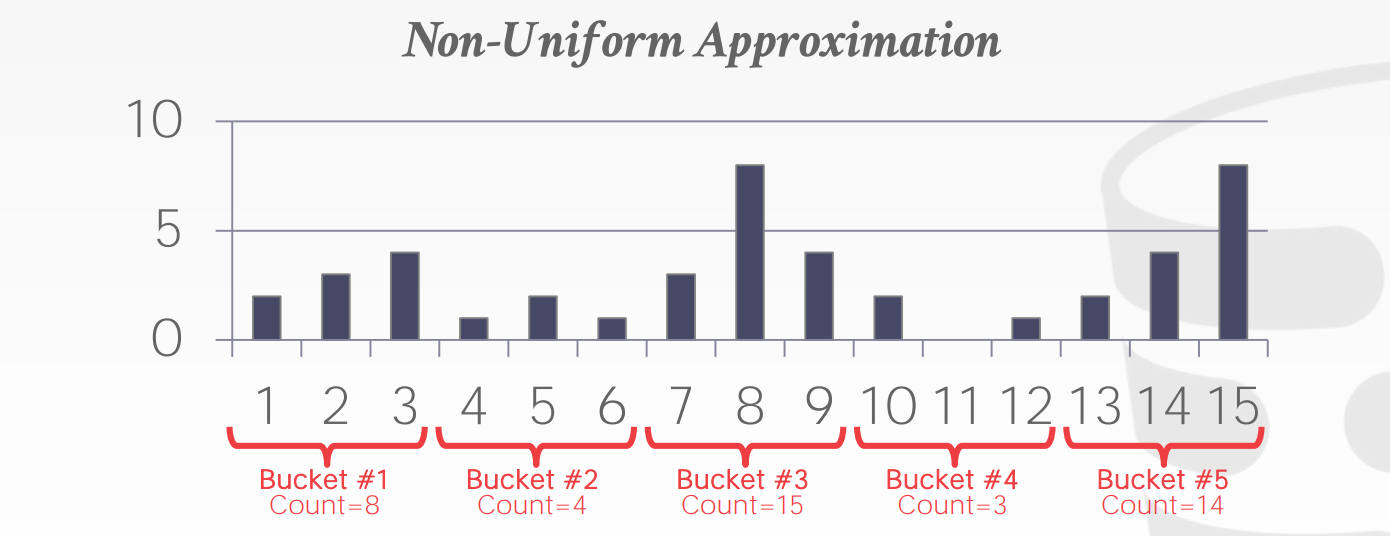 Non-Uniform Approximation
10
5
0
1 2 3 4 5 6 7 8 9 10 11 12 13 14 15
Bucket #1 Bucket #2 Bucket #3 Bucket #4 Bucket #5
Count=8 Count=4 Count=15 Count=3 Count=14